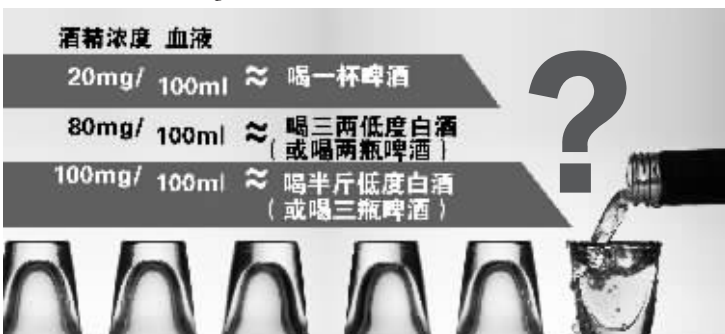 酒精浓度 血液
20mg/ 100ml ≈ 喝一杯啤酒
80mg/ 100ml ≈ 喝三两低度白酒
(或喝两瓶啤酒)
100mg/ 100ml ≈ 喝半斤低度白酒
(或喝三瓶啤酒)
?